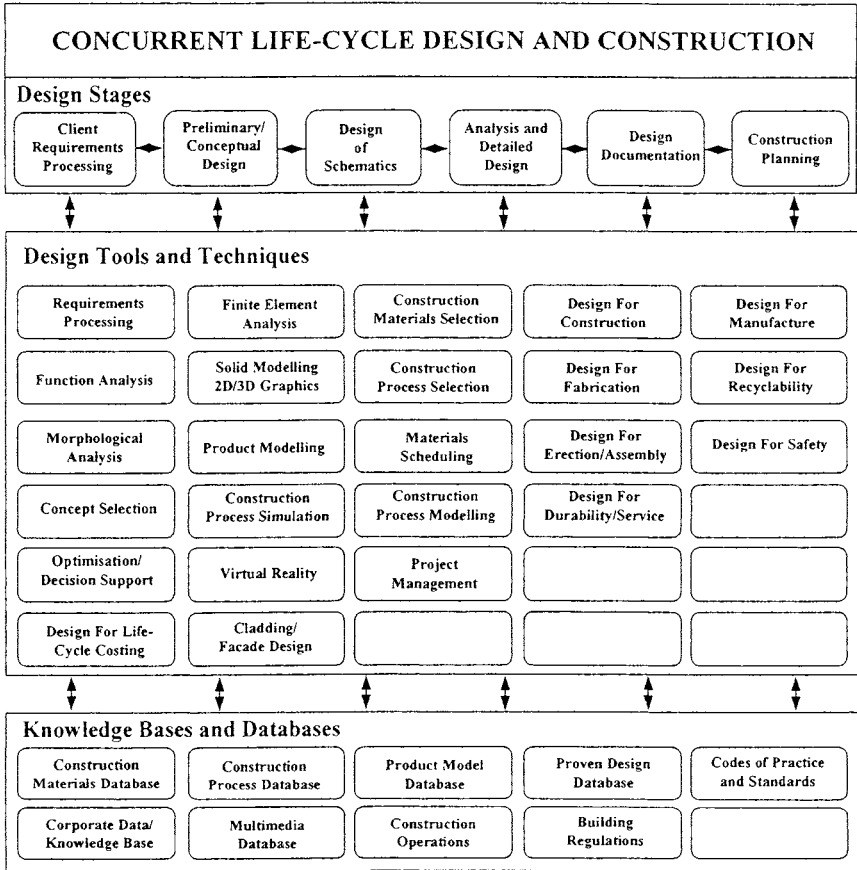 CONCURRENT LIFE-CYCLE DESIGN AND CONSTRUCTION
Design Stages
Client
Requirements
Processing
Preliminary/
Conceptual
Design
Design
of
Schematics
Analysis and
Detailed
Design
Design
Documentation
Construction
Planning
Design Tools and Techniques
Requirements
Processing
Finite Element
Analysis
Construction
Materials Selection
Design For
Construction
Design For
Manufacture
Function Analysis
Solid Modelling
2D/3D Graphics
Construction
Process Selection
Design For
Fabrication
Design For
Recyclability
Morphological
Analysis
Product Modelling
Materials
Scheduling
Design For
Erection/Assembly
Design For Safety
Concept Selection
Construction
Process Simulation
Construction
Process Modelling
Design For
Durability/Service
Optimisation/
Decision Support
Virtual Reality
Project
Management
Design For Life-
Cycle Costing
Cladding/
Facade Design
Knowledge Bases and Databases
Construction
Materials Database
Construction
Process Database
Product Model
Database
Proven Design
Database
Codes of Practice
and Standards
Corporate Data/
Knowledge Base
Multimedia
Database
Construction
Operations
Building
Regulations